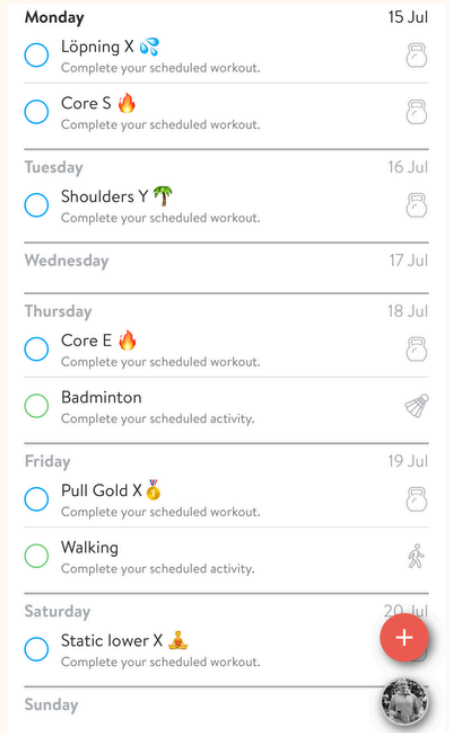 Monday 15 Jul
Löpning X 💦
Complete your scheduled workout.
Core S 🔥
Complete your scheduled workout.
Tuesday 16 Jul
Shoulders Y 🌴
Complete your scheduled workout.
Wednesday 17 Jul
Thursday 18 Jul
Core E 🔥
Complete your scheduled workout.
Badminton
Complete your scheduled activity.
Friday 19 Jul
Pull Gold X 🏅
Complete your scheduled workout.
Walking
Complete your scheduled activity.
Saturday 20 Jul
Static lower X 🧘
Complete your scheduled workout.
Sunday